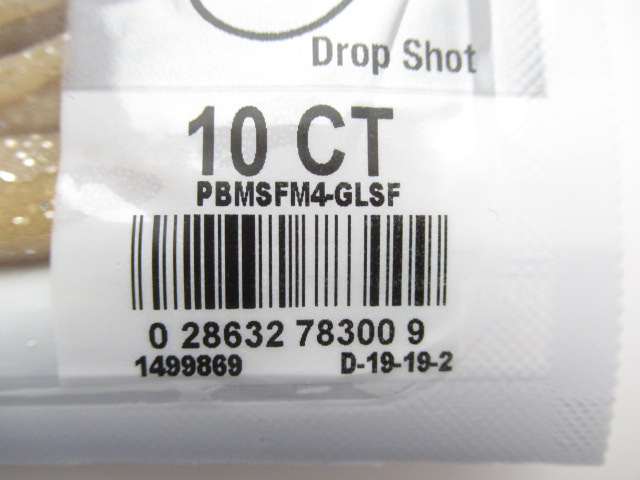 Drop Shot
10 CT
PBMSFM4-GLSF
0 28632 78300 9
1499869 D-19-19-2